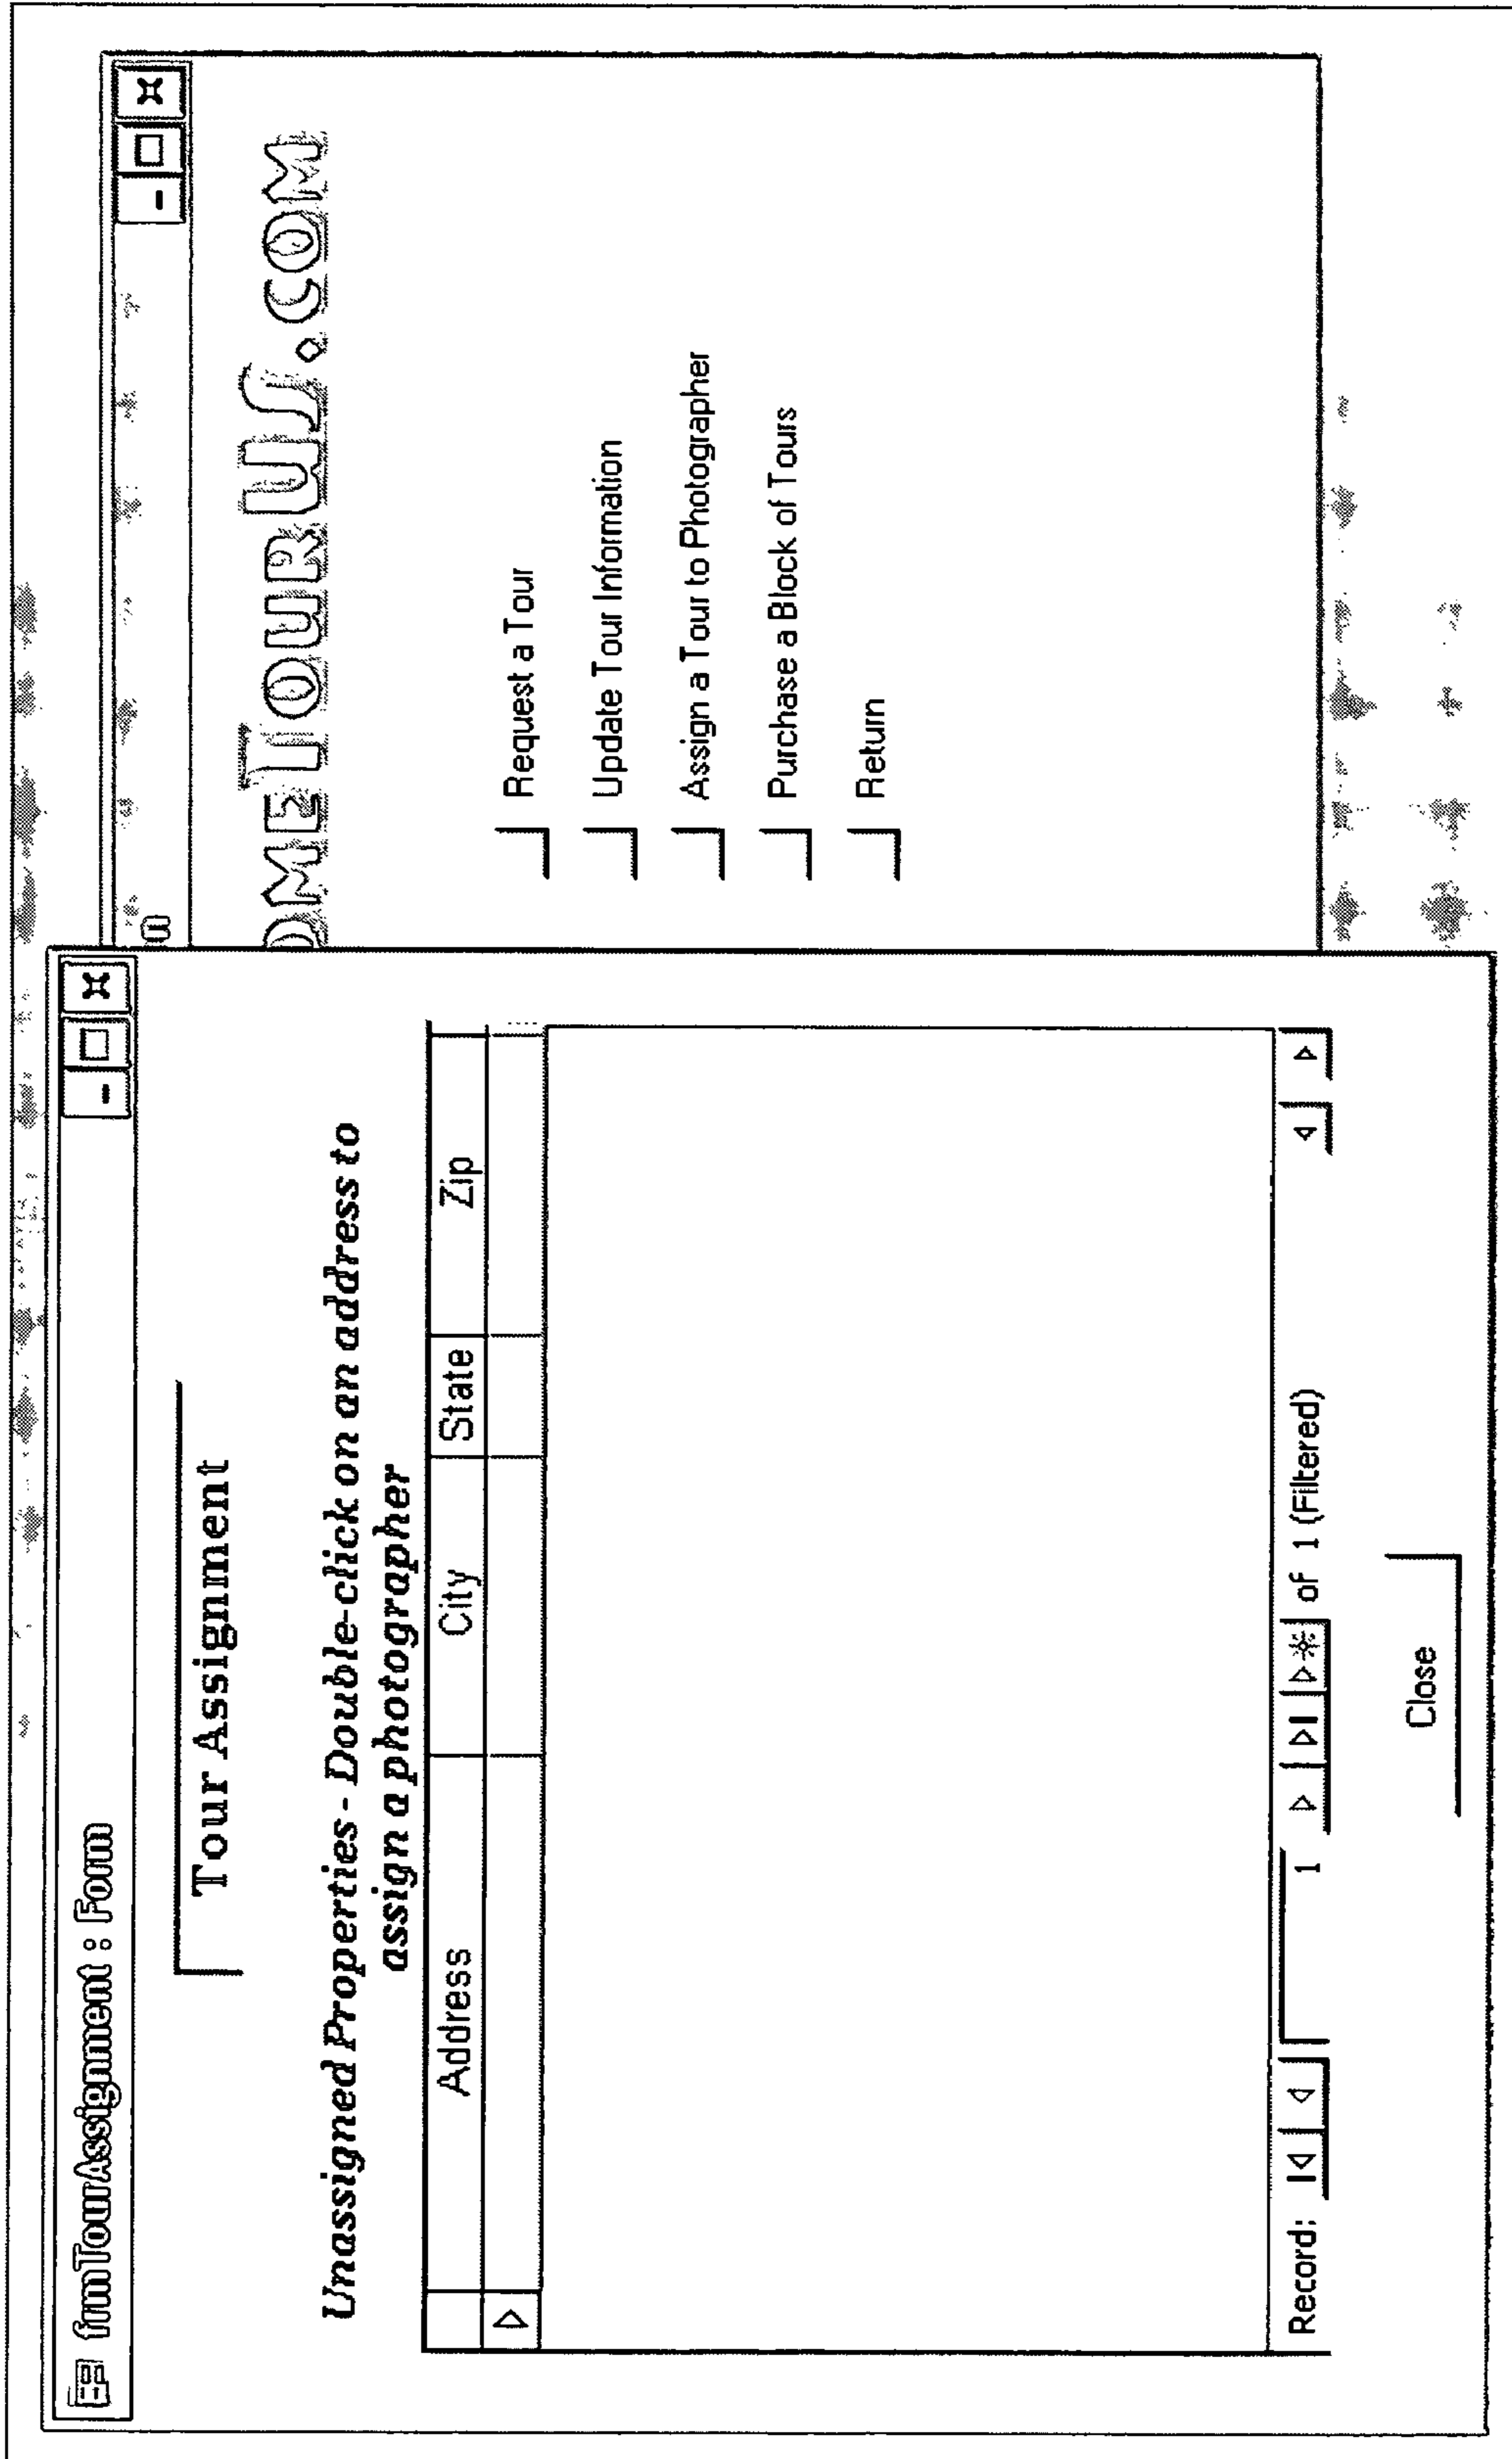 frmTourAssignment : Form
Tour Assignment
Unassigned Properties - Double-click on an address to
assign a photographer
Address City State Zip
Record: 1 of 1 (Filtered)
Close
OMETOURUS.COM
Request a Tour
Update Tour Information
Assign a Tour to Photographer
Purchase a Block of Tours
Return